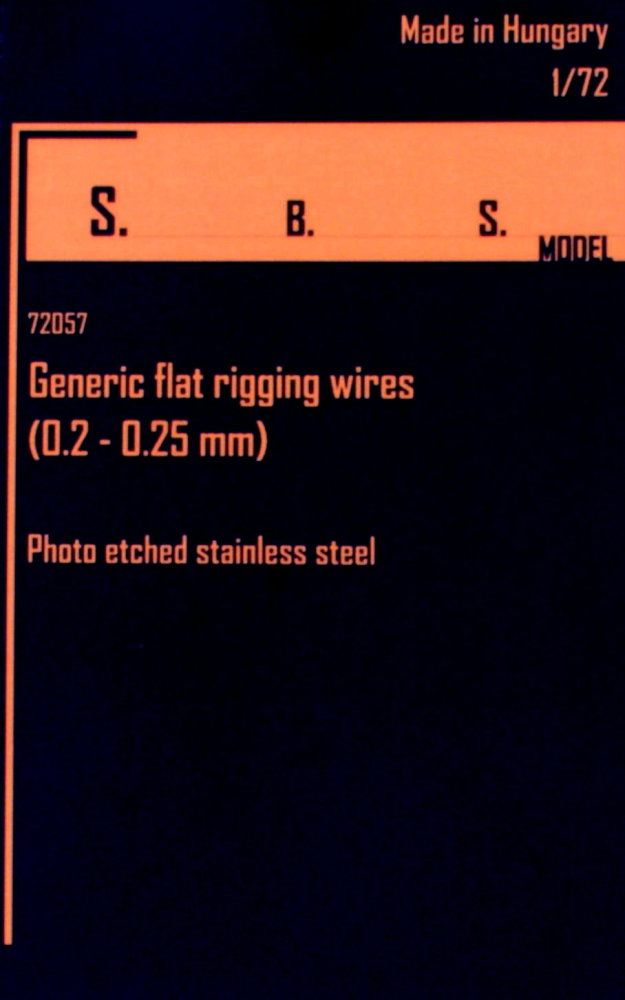 Made in Hungary
1/72
S. B. S.
MODEL
72057
Generic flat rigging wires
(0.2 - 0.25 mm)
Photo etched stainless steel